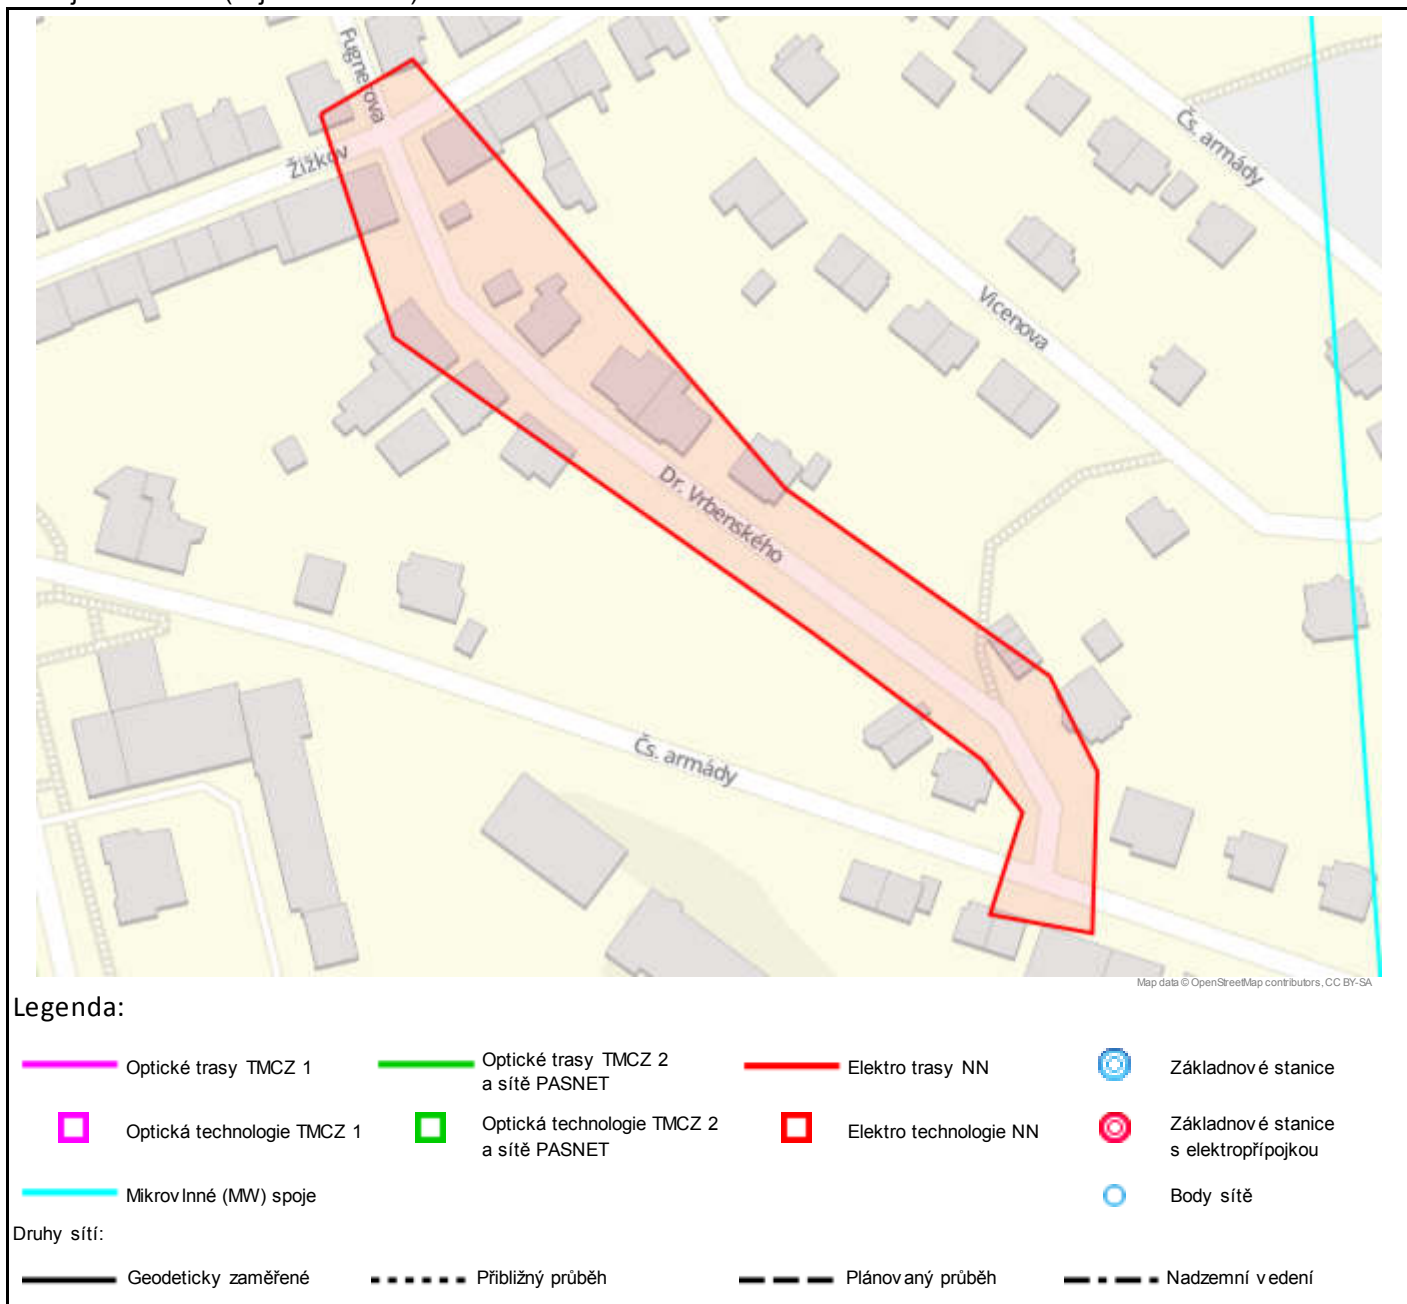 Fugnerova
Žižkov
Čs. armády
Vicenova
Dr. Vrbenského
Čs. armády
Map data © OpenStreetMap contributors, CC BY-SA
Legenda:
Optické trasy TMCZ 1
Optické trasy TMCZ 2
a sítě PASNET
Elektro trasy NN
Základnové stanice
Optická technologie TMCZ 1
Optická technologie TMCZ 2
a sítě PASNET
Elektro technologie NN
Základnové stanice
s elektropřípojkou
Mikrovlnné (MW) spoje
Body sítě
Druhy sítí:
Geodeticky zaměřené
Přibližný průběh
Plánovaný průběh
Nadzemní vedení